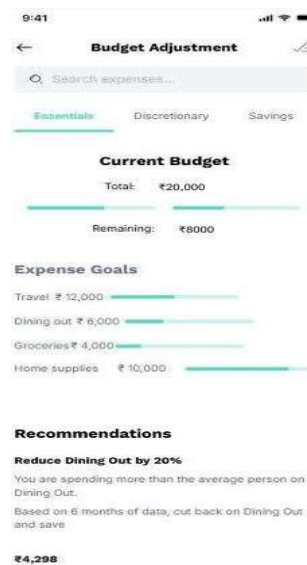 9:41
Budget Adjustment
Search expenses...
Essentials Discretionary Savings
Current Budget
Total: ₹20,000
Remaining: ₹8000
Expense Goals
Travel ₹ 12,000
Dining out ₹ 6,000
Groceries ₹ 4,000
Home supplies ₹ 10,000
Recommendations
Reduce Dining Out by 20%
You are spending more than the average person on
Dining Out.
Based on 6 months of data, cut back on Dining Out
and save
₹4,298